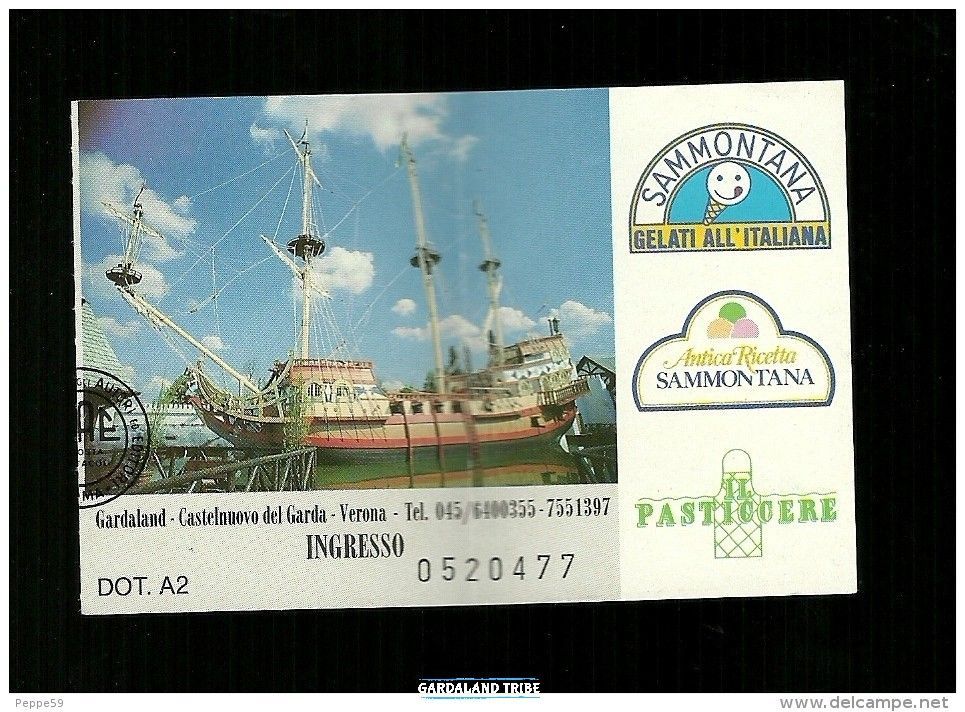 SAMMONTANA
GELATI ALL'ITALIANA
Antica Ricetta
SAMMONTANA
IL
PASTICCERE
Gardaland - Castelnuovo del Garda - Verona - Tel. 045/6400355 - 7551397
INGRESSO
0520477
DOT. A2
GARDALAND TRIBE
Peppe59
www.delcampe.net